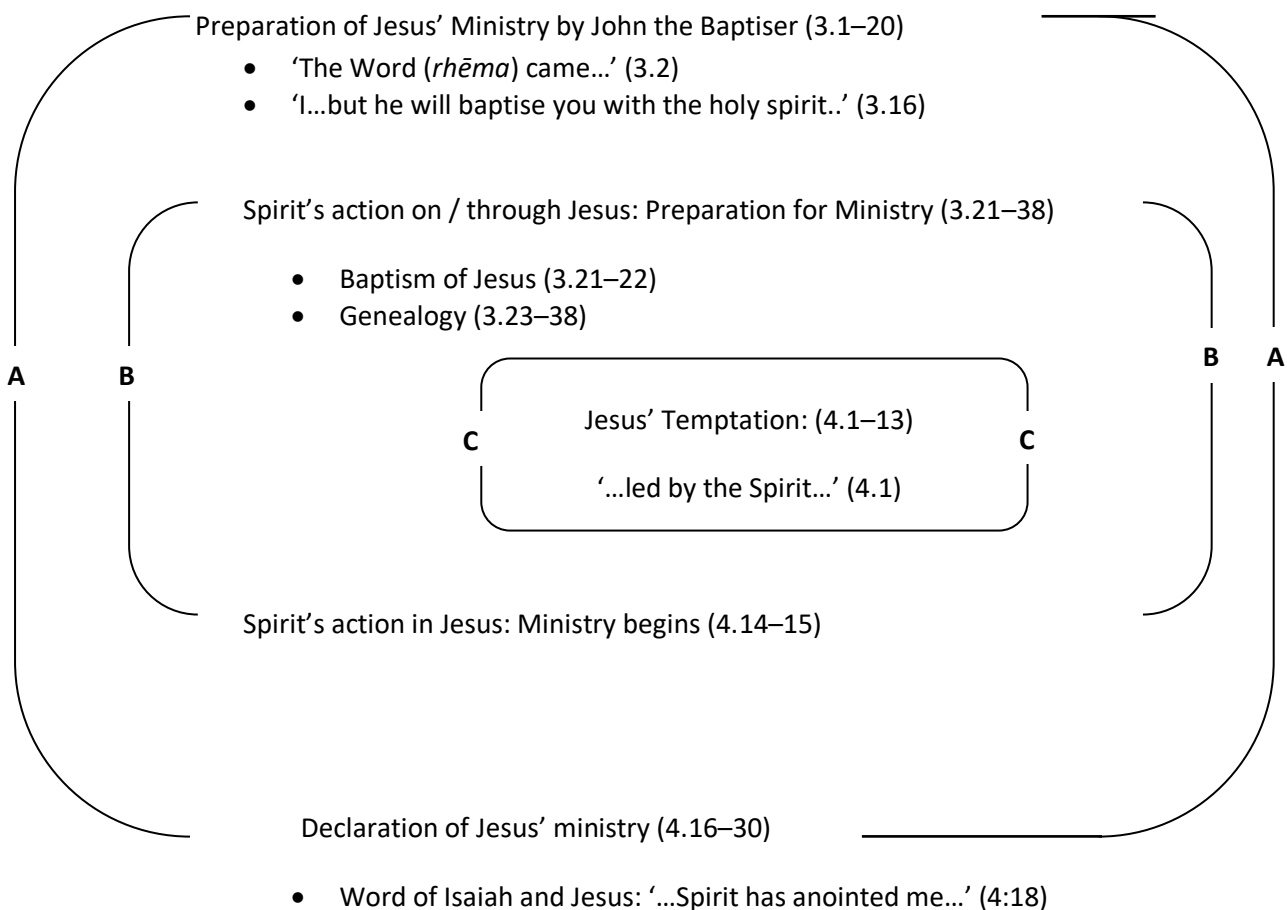 Preparation of Jesus’ Ministry by John the Baptiser (3.1–20)
• ‘The Word (rhēma) came…’ (3.2)
• ‘I…but he will baptise you with the holy spirit..’ (3.16)
Spirit’s action on / through Jesus: Preparation for Ministry (3.21–38)
• Baptism of Jesus (3.21–22)
• Genealogy (3.23–38)
A B B A
Jesus’ Temptation: (4.1–13)
C C
‘…led by the Spirit…’ (4.1)
Spirit’s action in Jesus: Ministry begins (4.14–15)
Declaration of Jesus’ ministry (4.16–30)
• Word of Isaiah and Jesus: ‘…Spirit has anointed me…’ (4:18)